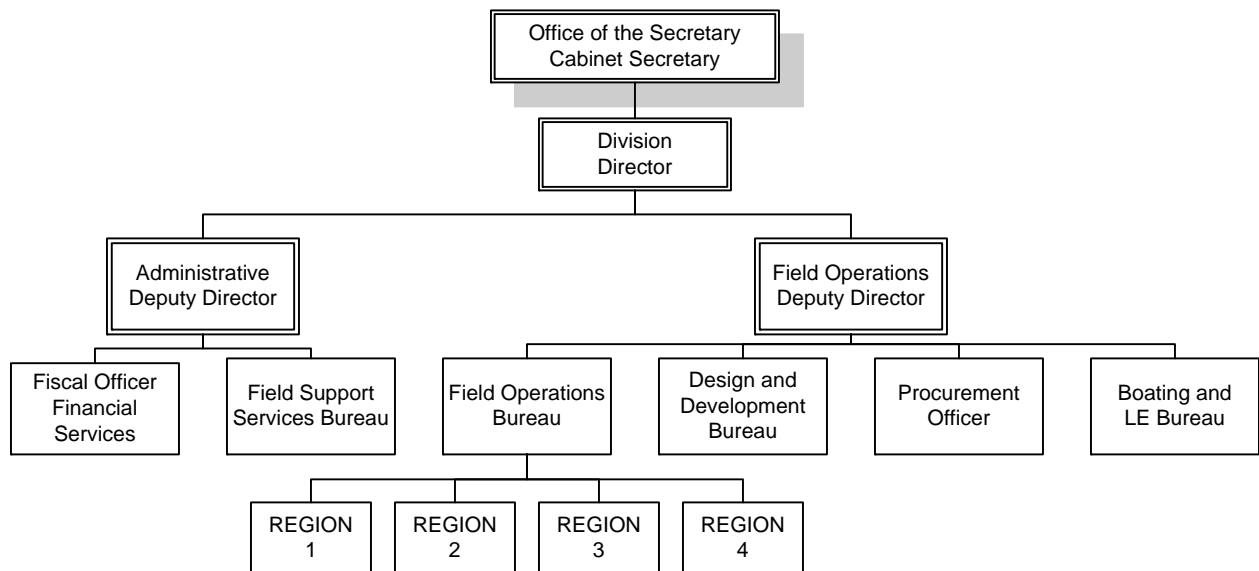 Office of the Secretary
Cabinet Secretary
Division
Director
Administrative
Deputy Director
Field Operations
Deputy Director
Fiscal Officer
Financial
Services
Field Support
Services Bureau
Field Operations
Bureau
Design and
Development
Bureau
Procurement
Officer
Boating and
LE Bureau
REGION
1
REGION
2
REGION
3
REGION
4